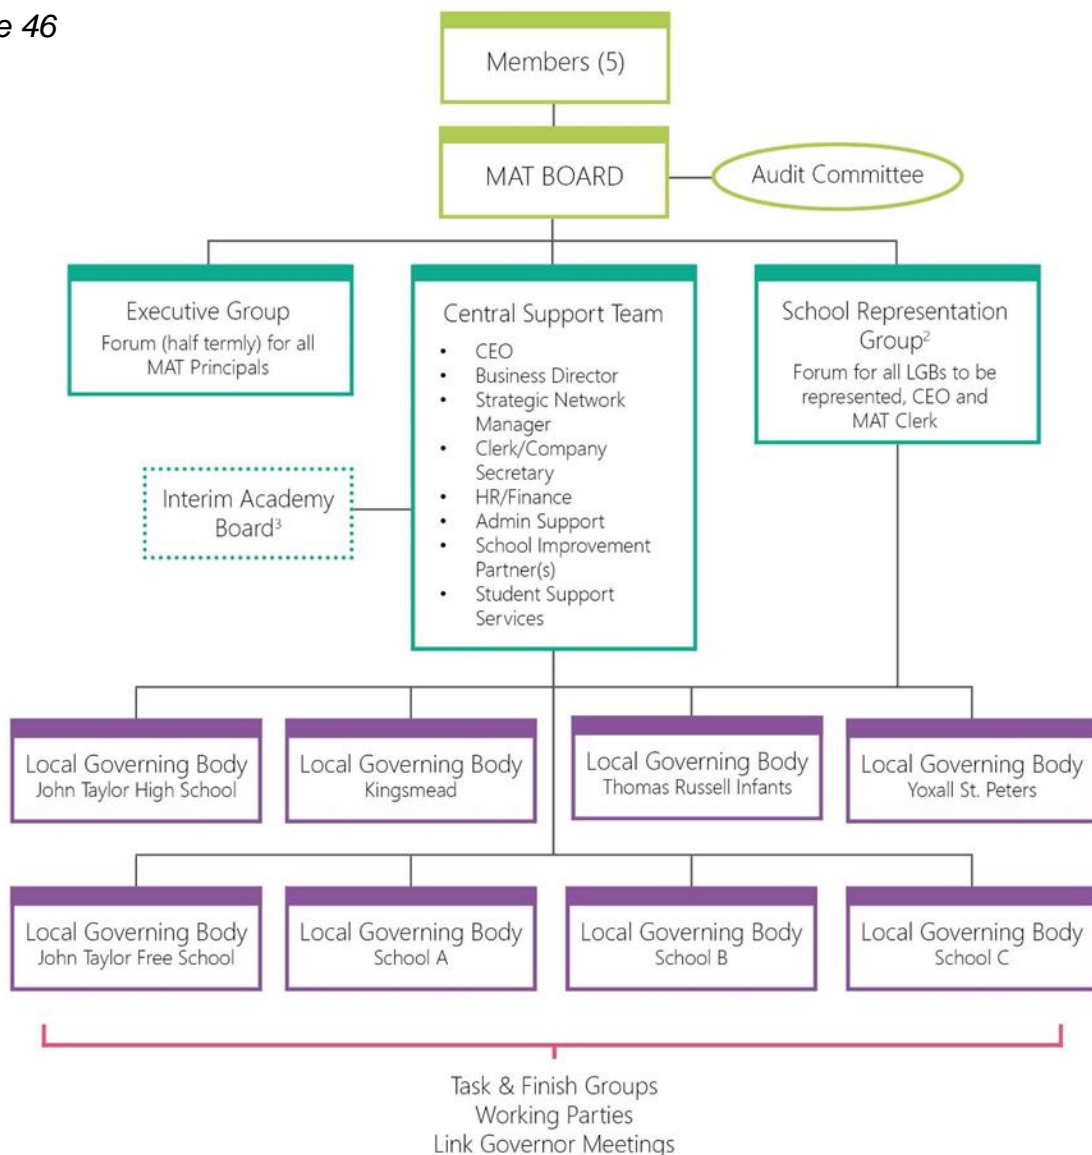 e 46
Members (5)
MAT BOARD
Audit Committee
Executive Group
Forum (half termly) for all
MAT Principals
Central Support Team
• CEO
• Business Director
• Strategic Network
Manager
• Clerk/Company
Secretary
• HR/Finance
• Admin Support
• School Improvement
Partner(s)
• Student Support
Services
School Representation
Group²
Forum for all LGBs to be
represented, CEO and
MAT Clerk
Interim Academy
Board³
Local Governing Body
John Taylor High School
Local Governing Body
Kingsmead
Local Governing Body
Thomas Russell Infants
Local Governing Body
Yoxall St. Peters
Local Governing Body
John Taylor Free School
Local Governing Body
School A
Local Governing Body
School B
Local Governing Body
School C
Task & Finish Groups
Working Parties
Link Governor Meetings